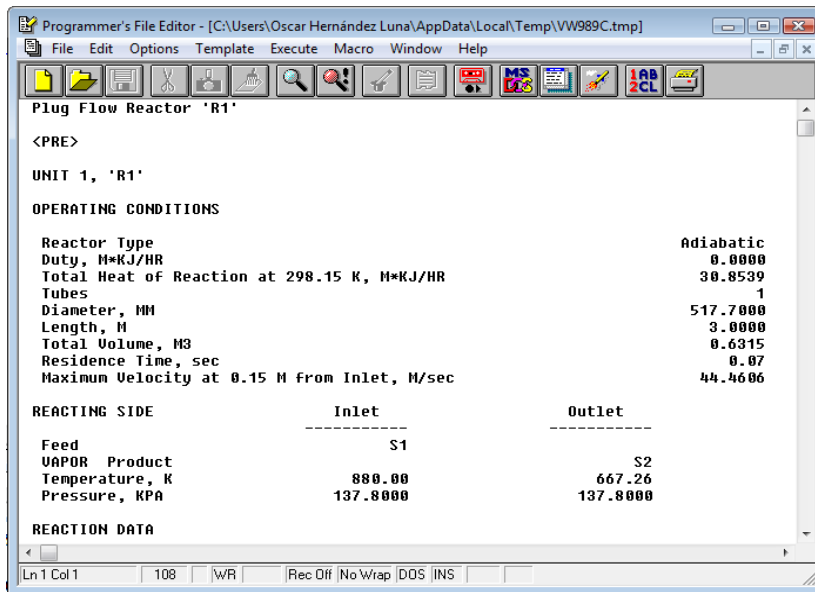 Programmer's File Editor - [C:\Users\Oscar Hernández Luna\AppData\Local\Temp\VW989C.tmp]
File Edit Options Template Execute Macro Window Help
MS DOS 1AB 2CL
Plug Flow Reactor 'R1'
<PRE>
UNIT 1, 'R1'
OPERATING CONDITIONS
Reactor Type Adiabatic
Duty, M*KJ/HR 0.0000
Total Heat of Reaction at 298.15 K, M*KJ/HR 30.8539
Tubes 1
Diameter, MM 517.7000
Length, M 3.0000
Total Volume, M3 0.6315
Residence Time, sec 0.07
Maximum Velocity at 0.15 M from Inlet, M/sec 44.4606
REACTING SIDE Inlet Outlet
----------- -----------
Feed S1
VAPOR Product S2
Temperature, K 880.00 667.26
Pressure, KPA 137.8000 137.8000
REACTION DATA
Ln 1 Col 1 108 WR Rec Off No Wrap DOS INS